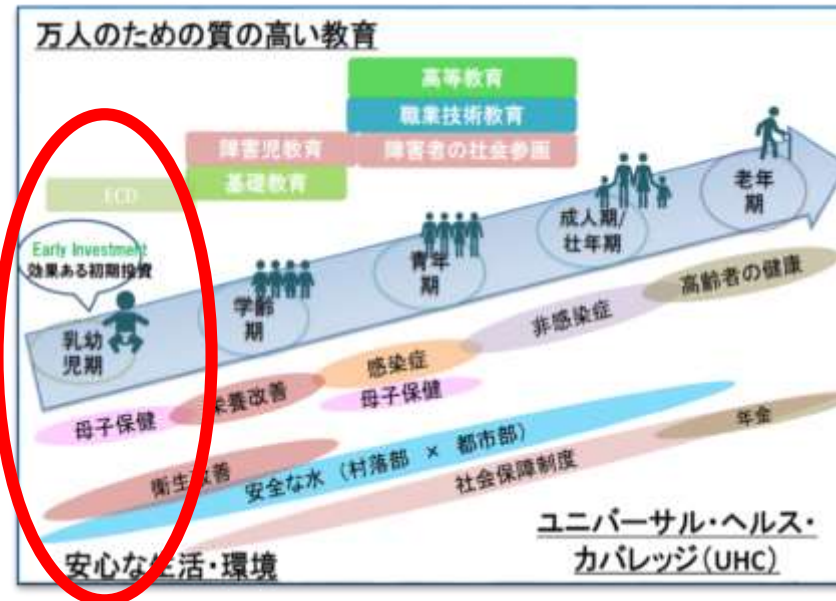 万人のための質の高い教育
高等教育
職業技術教育
障害児教育
障害者の社会参画
ECD
基礎教育
Early Investment
効果ある初期投資
乳幼
児期
学齢
期
青年
期
成人期/
壮年期
老年
期
母子保健
栄養改善
感染症
母子保健
非感染症
高齢者の健康
衛生改善
安全な水（村落部 × 都市部）
社会保障制度
年金
安心な生活・環境
ユニバーサル・ヘルス・
カバレッジ(UHC)